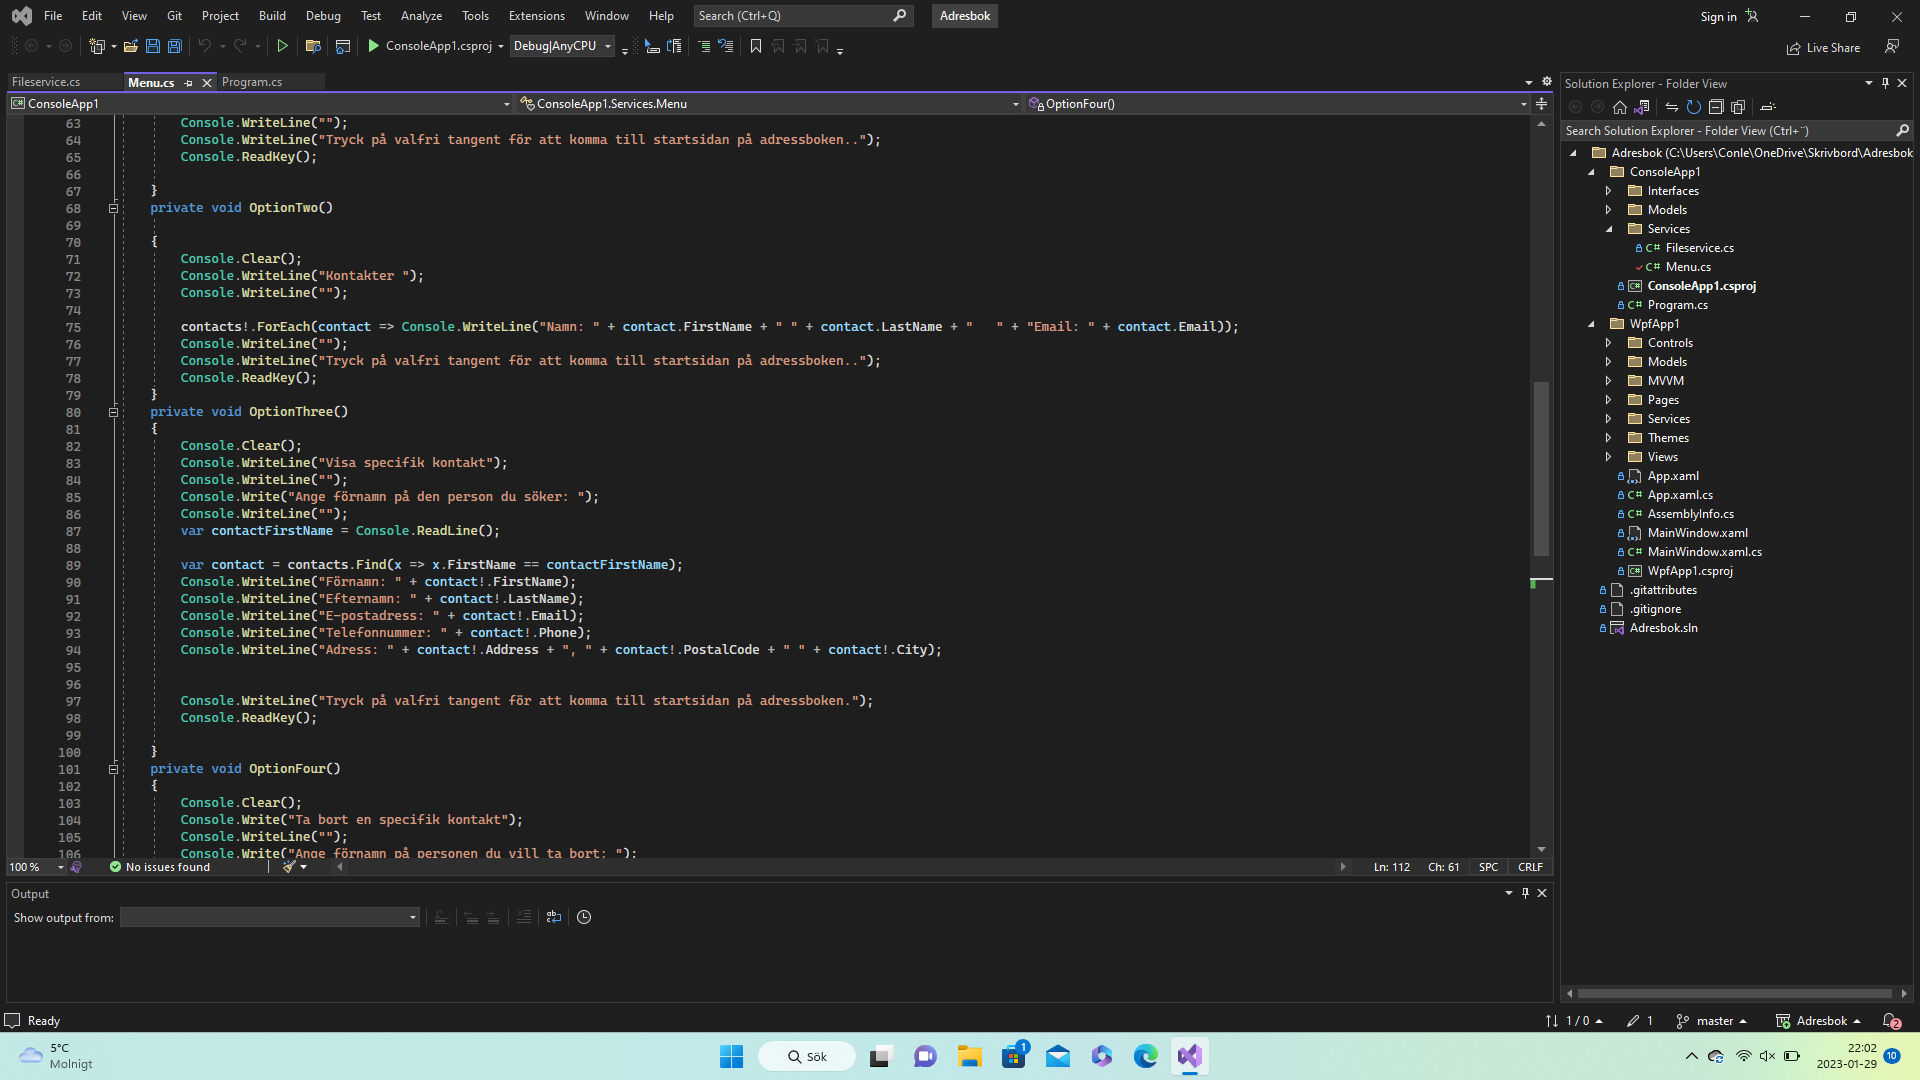 File Edit View Git Project Build Debug Test Analyze Tools Extensions Window Help Search (Ctrl+Q) Adresbok Sign in
ConsoleApp1.csproj Debug|AnyCPU Live Share
Fileservice.cs Menu.cs Program.cs
ConsoleApp1 ConsoleApp1.Services.Menu OptionFour()
63 Console.WriteLine("");
64 Console.WriteLine("Tryck på valfri tangent för att komma till startsidan på adressboken..");
65 Console.ReadKey();
66
67 }
68 private void OptionTwo()
69
70 {
71 Console.Clear();
72 Console.WriteLine("Kontakter ");
73 Console.WriteLine("");
74
75 contacts!.ForEach(contact => Console.WriteLine("Namn: " + contact.FirstName + " " + contact.LastName + "   " + "Email: " + contact.Email));
76 Console.WriteLine("");
77 Console.WriteLine("Tryck på valfri tangent för att komma till startsidan på adressboken..");
78 Console.ReadKey();
79 }
80 private void OptionThree()
81 {
82 Console.Clear();
83 Console.WriteLine("Visa specifik kontakt");
84 Console.WriteLine("");
85 Console.Write("Ange förnamn på den person du söker: ");
86 Console.WriteLine("");
87 var contactFirstName = Console.ReadLine();
88
89 var contact = contacts.Find(x => x.FirstName == contactFirstName);
90 Console.WriteLine("Förnamn: " + contact!.FirstName);
91 Console.WriteLine("Efternamn: " + contact!.LastName);
92 Console.WriteLine("E-postadress: " + contact!.Email);
93 Console.WriteLine("Telefonnummer: " + contact!.Phone);
94 Console.WriteLine("Adress: " + contact!.Address + ", " + contact!.PostalCode + " " + contact!.City);
95
96
97 Console.WriteLine("Tryck på valfri tangent för att komma till startsidan på adressboken.");
98 Console.ReadKey();
99
100 }
101 private void OptionFour()
102 {
103 Console.Clear();
104 Console.Write("Ta bort en specifik kontakt");
105 Console.WriteLine("");
106 Console.Write("Ange förnamn på personen du vill ta bort: ");
100 % No issues found Ln: 112 Ch: 61 SPC CRLF
Output
Show output from:
Solution Explorer - Folder View
Search Solution Explorer - Folder View (Ctrl+¨)
Adresbok (C:\Users\Conle\OneDrive\Skrivbord\Adresbok
ConsoleApp1
Interfaces
Models
Services
C# Fileservice.cs
C# Menu.cs
ConsoleApp1.csproj
C# Program.cs
WpfApp1
Controls
Models
MVVM
Pages
Services
Themes
Views
App.xaml
C# App.xaml.cs
C# AssemblyInfo.cs
MainWindow.xaml
C# MainWindow.xaml.cs
WpfApp1.csproj
.gitattributes
.gitignore
Adresbok.sln
Ready 1 / 0 1 master Adresbok 2
5°C
Molnigt
Sök
1
22:02
2023-01-29
10